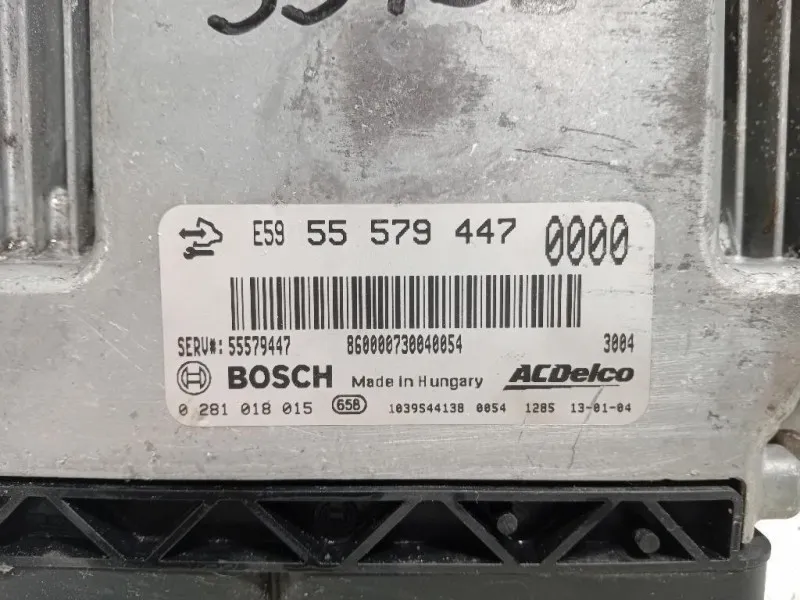 E59 55 579 447 0000
SERV#: 55579447 860000730040054 3004
BOSCH Made in Hungary ACDelco
0 281 018 015 658 1039S44138 0054 1285 13-01-04